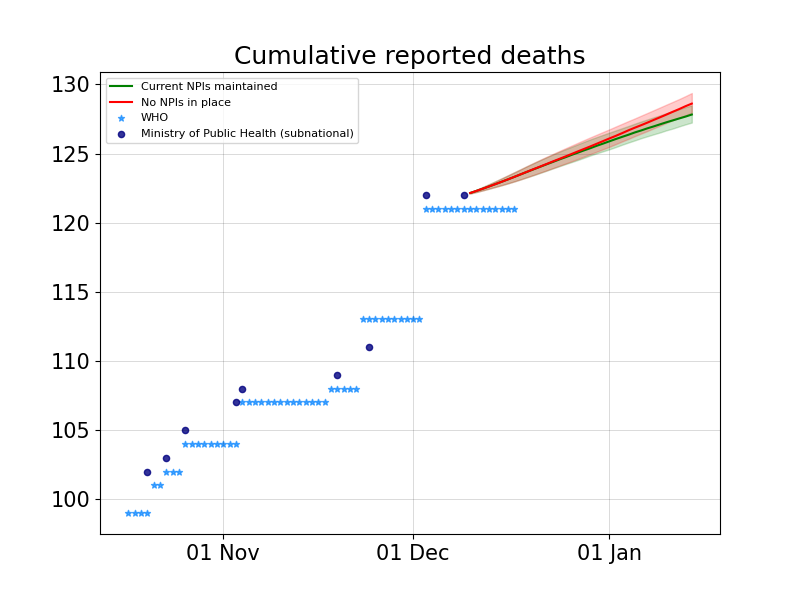 Cumulative reported deaths
Current NPIs maintained
No NPIs in place
WHO
Ministry of Public Health (subnational)
130
125
120
115
110
105
100
01 Nov
01 Dec
01 Jan